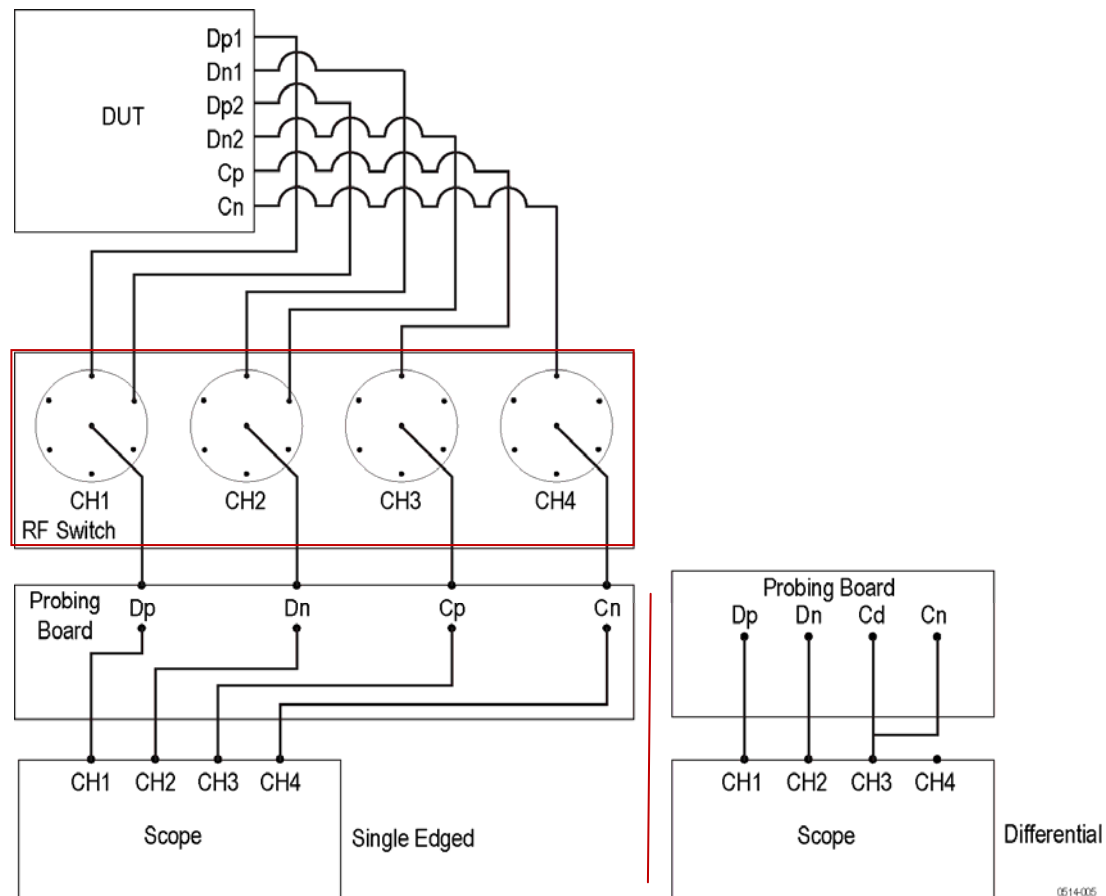 Dp1
Dn1
Dp2
Dn2
Cp
Cn
DUT
CH1
CH2
CH3
CH4
RF Switch
Probing
Board
Dp
Dn
Cp
Cn
CH1
CH2
CH3
CH4
Scope
Single Edged
Probing Board
Dp
Dn
Cd
Cn
CH1
CH2
CH3
CH4
Scope
Differential
0514-005